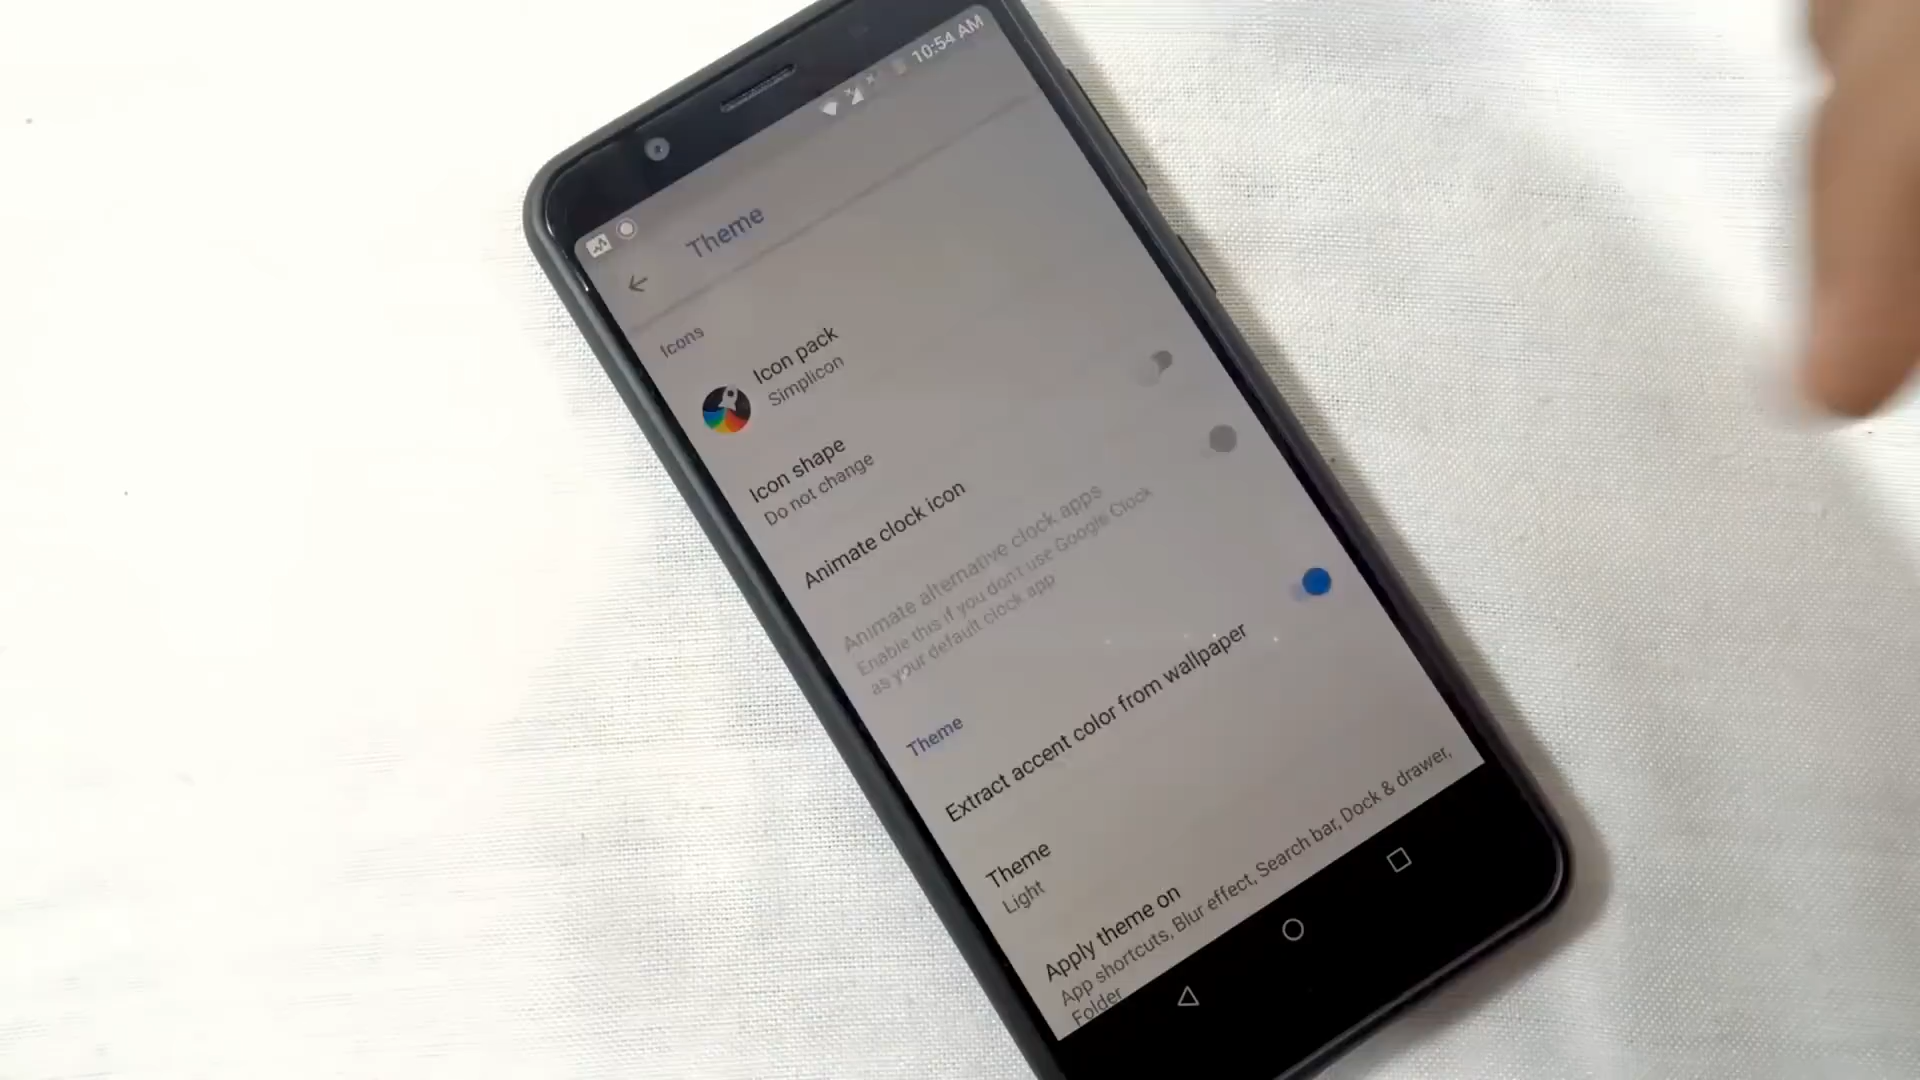 10:54 AM
Theme
Icons
Icon pack
Simplicon
Icon shape
Do not change
Animate clock icon
Animate alternative clock apps
Enable this if you don't use Google Clock
as your default clock app
Theme
Extract accent color from wallpaper
Theme
Light
Apply theme on
App shortcuts, Blur effect, Search bar, Dock & drawer,
Folder